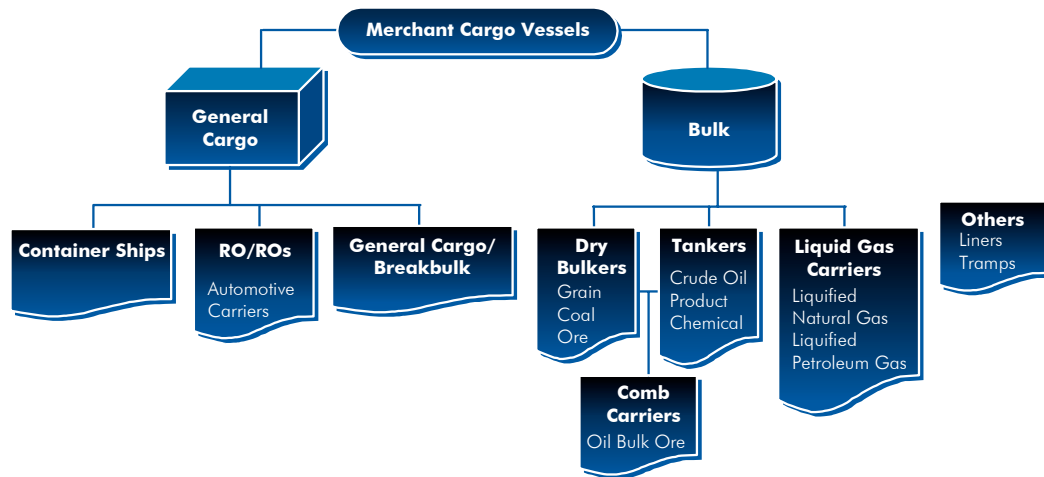 Merchant Cargo Vessels
General
Cargo
Bulk
Container Ships
RO/ROs
Automotive
Carriers
General Cargo/
Breakbulk
Dry
Bulkers
Grain
Coal
Ore
Tankers
Crude Oil
Product
Chemical
Liquid Gas
Carriers
Liquified
Natural Gas
Liquified
Petroleum Gas
Others
Liners
Tramps
Comb
Carriers
Oil Bulk Ore